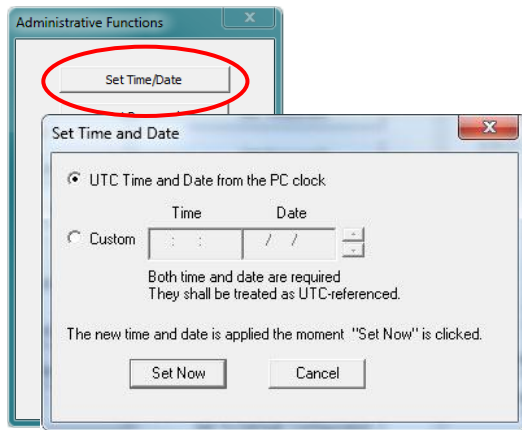 Administrative Functions
Set Time/Date
Set Time and Date
UTC Time and Date from the PC clock
Time Date
Custom : : / /
Both time and date are required
They shall be treated as UTC-referenced.
The new time and date is applied the moment "Set Now" is clicked.
Set Now Cancel